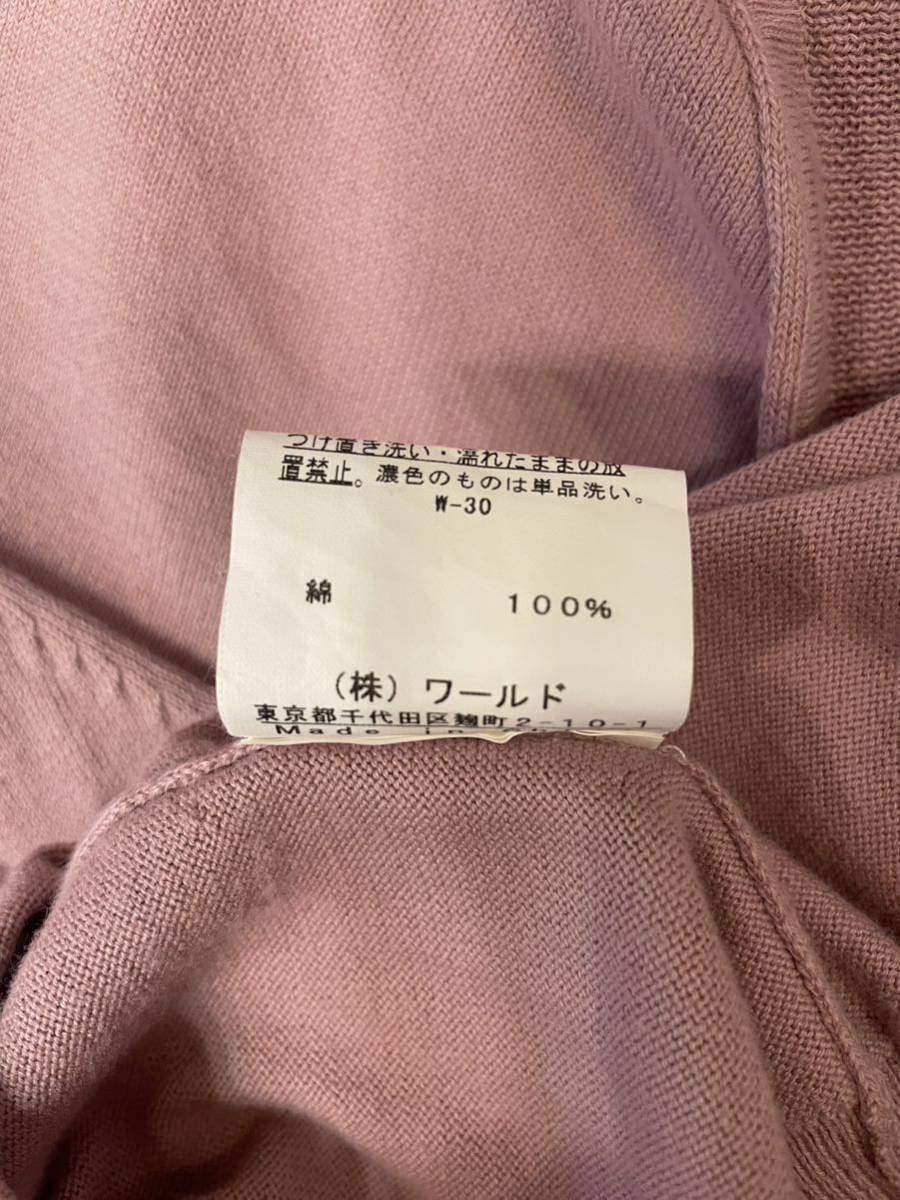 つけ置き洗い・濡れたままの放
置禁止。濃色のものは単品洗い。
W-30
綿 100%
(株)ワールド
東京都千代田区麹町2-10-1
Made in